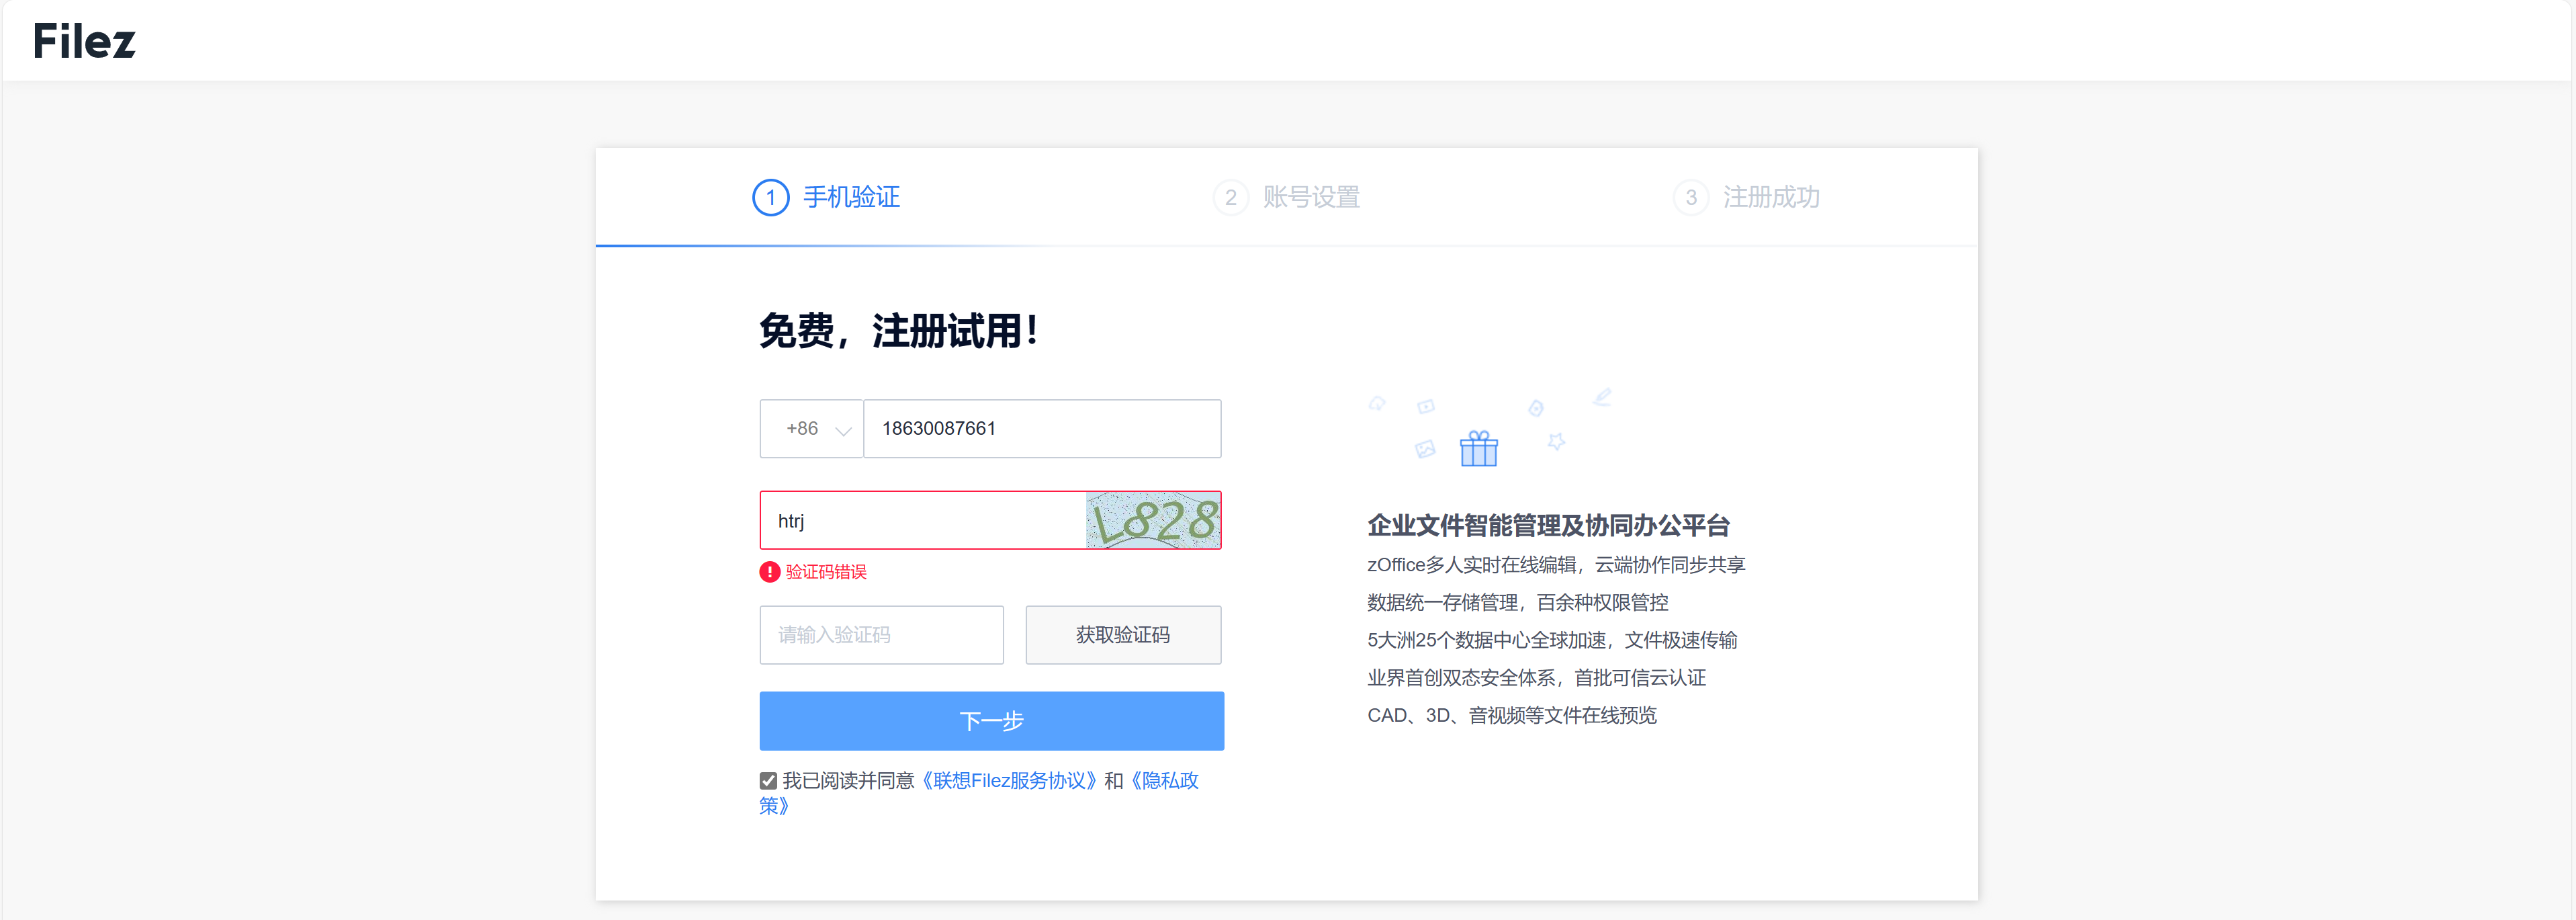 Filez
1 手机验证
2 账号设置
3 注册成功
免费，注册试用！
+86 18630087661
htrj L828
! 验证码错误
请输入验证码 获取验证码
下一步
我已阅读并同意《联想Filez服务协议》和《隐私政
策》
企业文件智能管理及协同办公平台
zOffice多人实时在线编辑，云端协作同步共享
数据统一存储管理，百余种权限管控
5大洲25个数据中心全球加速，文件极速传输
业界首创双态安全体系，首批可信云认证
CAD、3D、音视频等文件在线预览